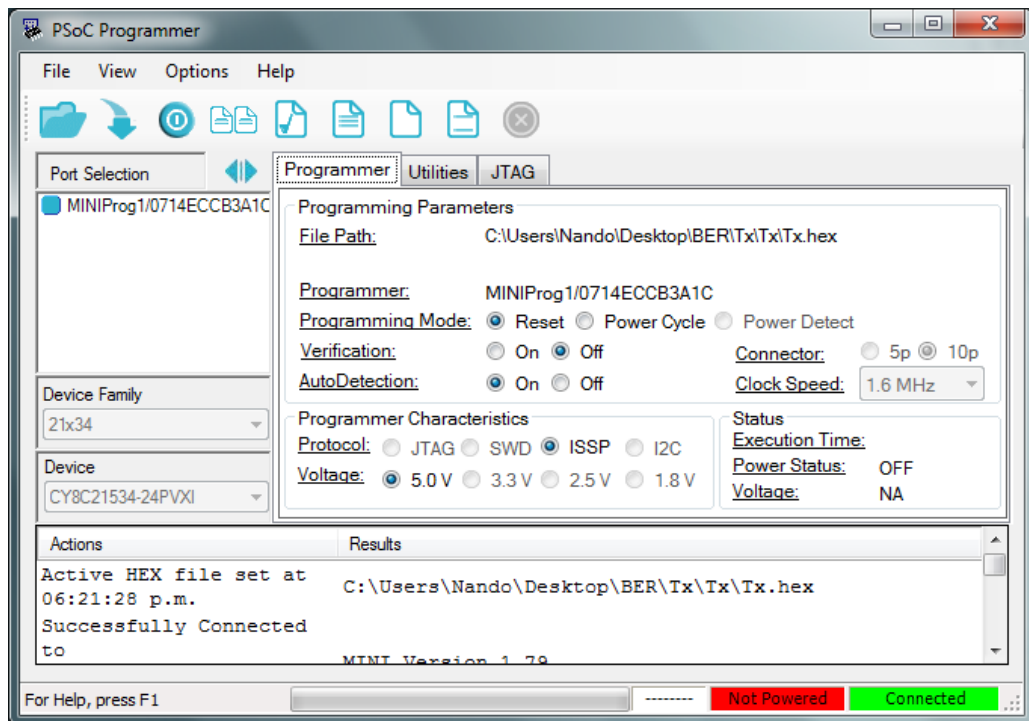 PSoC Programmer
File View Options Help
Port Selection
MINIProg1/0714ECCB3A1C
Device Family
21x34
Device
CY8C21534-24PVXI
Programmer Utilities JTAG
Programming Parameters
File Path: C:\Users\Nando\Desktop\BER\Tx\Tx\Tx.hex
Programmer: MINIProg1/0714ECCB3A1C
Programming Mode: Reset Power Cycle Power Detect
Verification: On Off Connector: 5p 10p
AutoDetection: On Off Clock Speed: 1.6 MHz
Programmer Characteristics
Protocol: JTAG SWD ISSP I2C
Voltage: 5.0 V 3.3 V 2.5 V 1.8 V
Status
Execution Time:
Power Status: OFF
Voltage: NA
Actions Results
Active HEX file set at
06:21:28 p.m.
C:\Users\Nando\Desktop\BER\Tx\Tx\Tx.hex
Successfully Connected
to
MINI Version 1.79
For Help, press F1 -------- Not Powered Connected